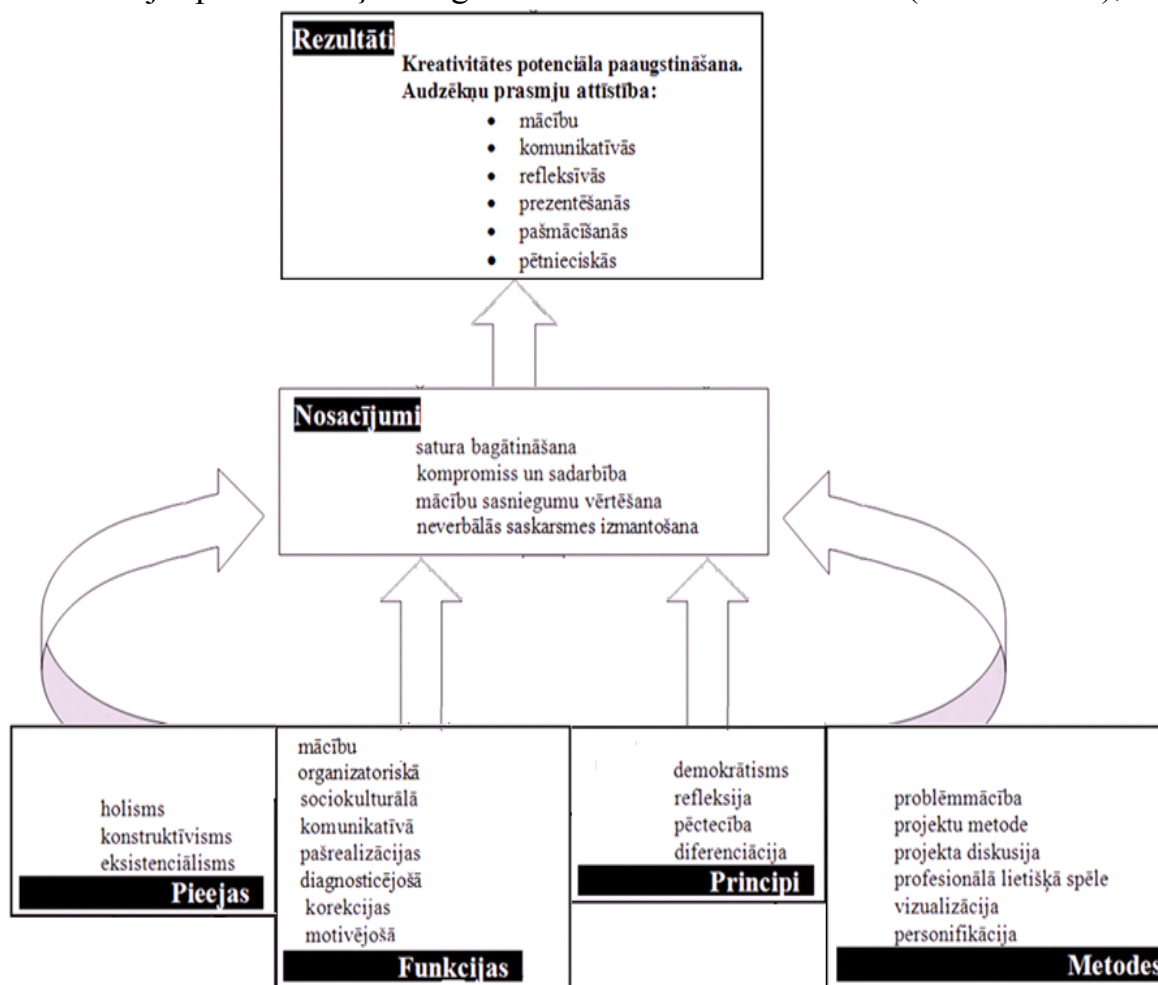 Rezultāti
Kreativitātes potenciāla paaugstināšana.
Audzēkņu prasmju attīstība:
• mācību
• komunikatīvās
• refleksīvās
• prezentēšanās
• pašmācīšanās
• pētnieciskās
Nosacījumi
satura bagātināšana
kompromiss un sadarbība
mācību sasniegumu vērtēšana
neverbālās saskarsmes izmantošana
holisms
konstruktīvisms
eksistenciālisms
Pieejas
mācību
organizatoriskā
sociokulturālā
komunikatīvā
pašrealizācijas
diagnosticējošā
korekcijas
motivējošā
Funkcijas
demokrātisms
refleksija
pēctecība
diferenciācija
Principi
problēmmācība
projektu metode
projekta diskusija
profesionālā lietišķā spēle
vizualizācija
personifikācija
Metodes